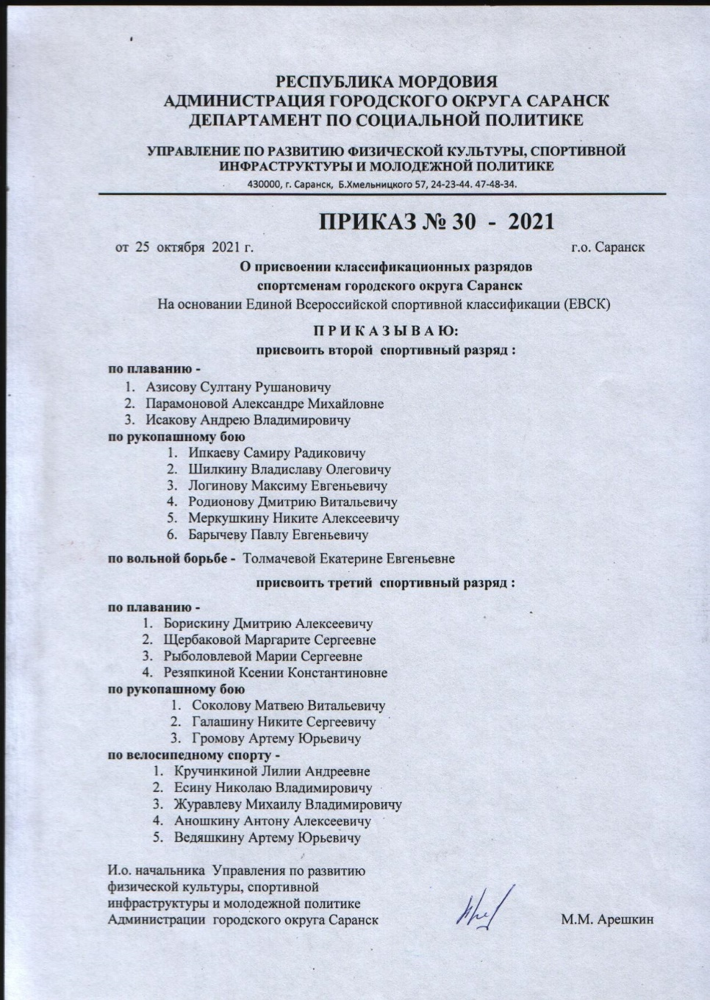 РЕСПУБЛИКА МОРДОВИЯ
АДМИНИСТРАЦИЯ ГОРОДСКОГО ОКРУГА САРАНСК
ДЕПАРТАМЕНТ ПО СОЦИАЛЬНОЙ ПОЛИТИКЕ
УПРАВЛЕНИЕ ПО РАЗВИТИЮ ФИЗИЧЕСКОЙ КУЛЬТУРЫ, СПОРТИВНОЙ
ИНФРАСТРУКТУРЫ И МОЛОДЕЖНОЙ ПОЛИТИКЕ
430000, г. Саранск, Б.Хмельницкого 57, 24-23-44. 47-48-34.
ПРИКАЗ № 30 - 2021
от 25 октября 2021 г. г.о. Саранск
О присвоении классификационных разрядов
спортсменам городского округа Саранск
На основании Единой Всероссийской спортивной классификации (ЕВСК)
П Р И К А З Ы В А Ю:
присвоить второй спортивный разряд :
по плаванию -
1. Азисову Султану Рушановичу
2. Парамоновой Александре Михайловне
3. Исакову Андрею Владимировичу
по рукопашному бою
1. Ипкаеву Самиру Радиковичу
2. Шилкину Владиславу Олеговичу
3. Логинову Максиму Евгеньевичу
4. Родионову Дмитрию Витальевичу
5. Меркушкину Никите Алексеевичу
6. Барычеву Павлу Евгеньевичу
по вольной борьбе - Толмачевой Екатерине Евгеньевне
присвоить третий спортивный разряд :
по плаванию -
1. Борискину Дмитрию Алексеевичу
2. Щербаковой Маргарите Сергеевне
3. Рыболовлевой Марии Сергеевне
4. Резяпкиной Ксении Константиновне
по рукопашному бою
1. Соколову Матвею Витальевичу
2. Галашину Никите Сергеевичу
3. Громову Артему Юрьевичу
по велосипедному спорту -
1. Кручинкиной Лилии Андреевне
2. Есину Николаю Владимировичу
3. Журавлеву Михаилу Владимировичу
4. Аношкину Антону Алексеевичу
5. Ведяшкину Артему Юрьевичу
И.о. начальника Управления по развитию
физической культуры, спортивной
инфраструктуры и молодежной политике
Администрации городского округа Саранск М.М. Арешкин